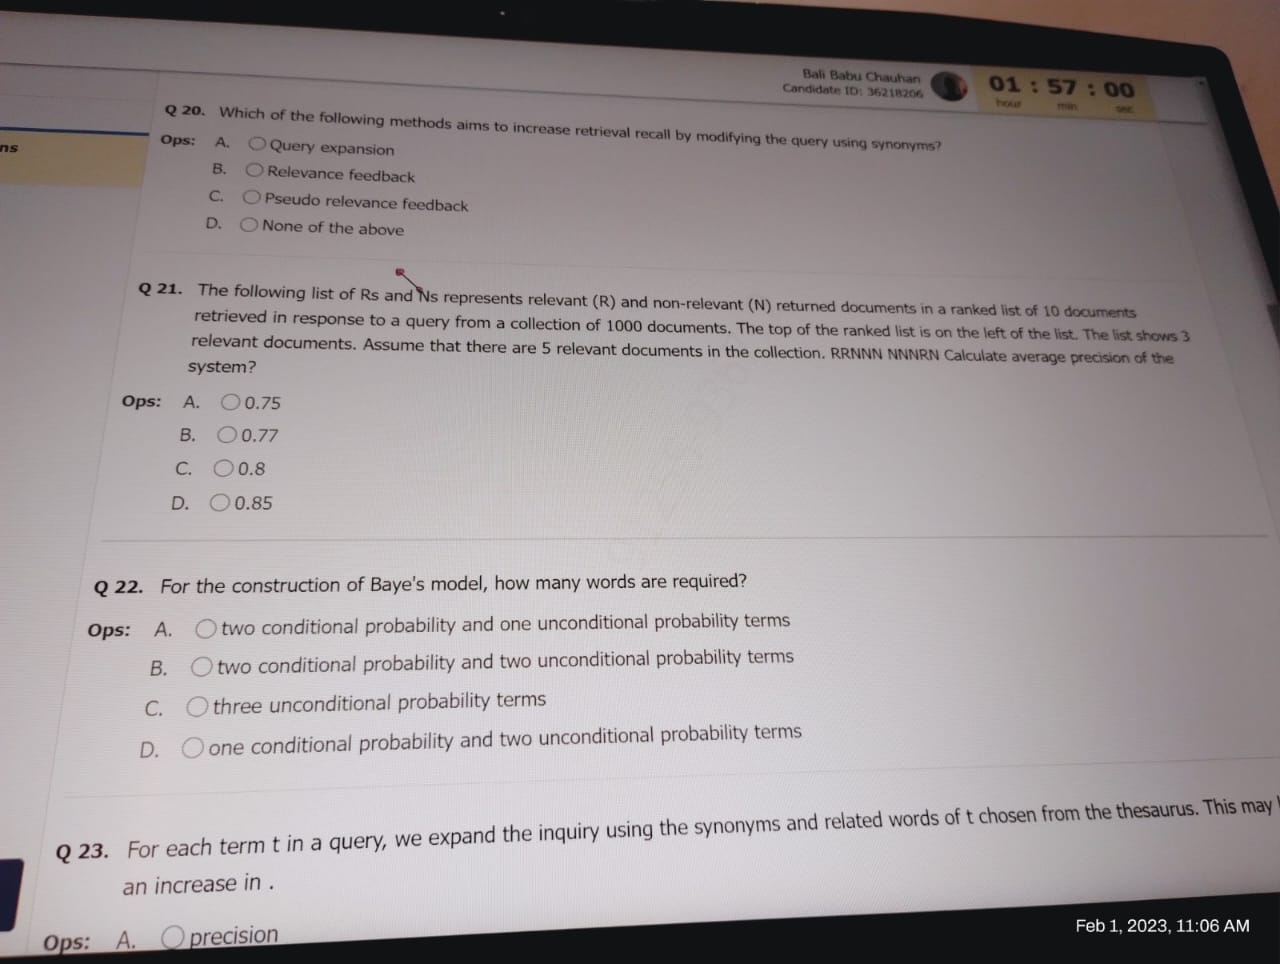 Bali Babu Chauhan
Candidate ID: 36218206
01 : 57 : 00
hour min sec
ns
Q 20. Which of the following methods aims to increase retrieval recall by modifying the query using synonyms?
Ops: A. Query expansion
B. Relevance feedback
C. Pseudo relevance feedback
D. None of the above
Q 21. The following list of Rs and Ns represents relevant (R) and non-relevant (N) returned documents in a ranked list of 10 documents
retrieved in response to a query from a collection of 1000 documents. The top of the ranked list is on the left of the list. The list shows 3
relevant documents. Assume that there are 5 relevant documents in the collection. RRNNN NNNRN Calculate average precision of the
system?
Ops: A. 0.75
B. 0.77
C. 0.8
D. 0.85
Q 22. For the construction of Baye's model, how many words are required?
Ops: A. two conditional probability and one unconditional probability terms
B. two conditional probability and two unconditional probability terms
C. three unconditional probability terms
D. one conditional probability and two unconditional probability terms
Q 23. For each term t in a query, we expand the inquiry using the synonyms and related words of t chosen from the thesaurus. This may
an increase in .
Ops: A. precision
Feb 1, 2023, 11:06 AM